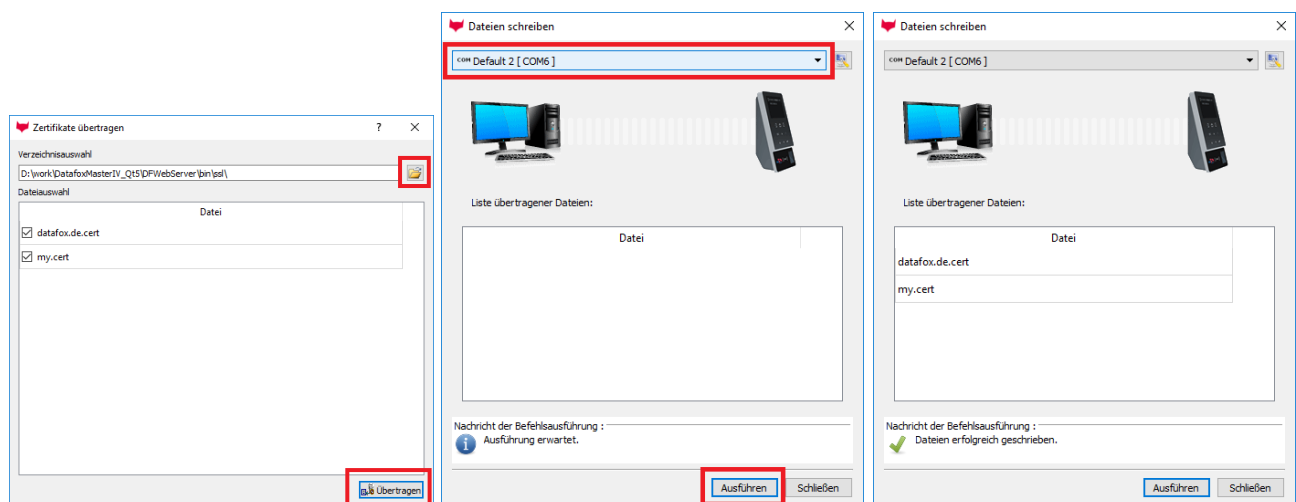 Zertifikate übertragen
?
Verzeichnisauswahl
D:\work\DatafoxMasterIV_Qt5\DFWebServer\bin\ssl\
Dateiauswahl
Datei
datafox.de.cert
my.cert
Übertragen
Dateien schreiben
COM Default 2 [ COM6 ]
Liste übertragener Dateien:
Datei
Nachricht der Befehlsausführung :
Ausführung erwartet.
Ausführen
Schließen
Dateien schreiben
COM Default 2 [ COM6 ]
Liste übertragener Dateien:
Datei
datafox.de.cert
my.cert
Nachricht der Befehlsausführung :
Dateien erfolgreich geschrieben.
Ausführen
Schließen